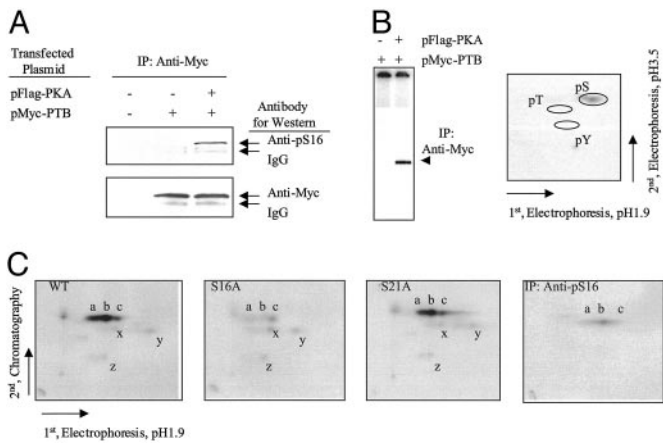 A
Transfected
Plasmid
IP: Anti-Myc
pFlag-PKA - - +
pMyc-PTB - + +
Antibody
for Western
Anti-pS16
IgG
Anti-Myc
IgG
B
- + pFlag-PKA
+ + pMyc-PTB
IP:
Anti-Myc
pS
pT
pY
2nd, Electrophoresis, pH3.5
1st, Electrophoresis, pH1.9
C
WT
a b c
x
y
z
S16A
a b c
x
y
z
S21A
a b c
x
y
z
IP: Anti-pS16
a b c
2nd, Chromatography
1st, Electrophoresis, pH1.9